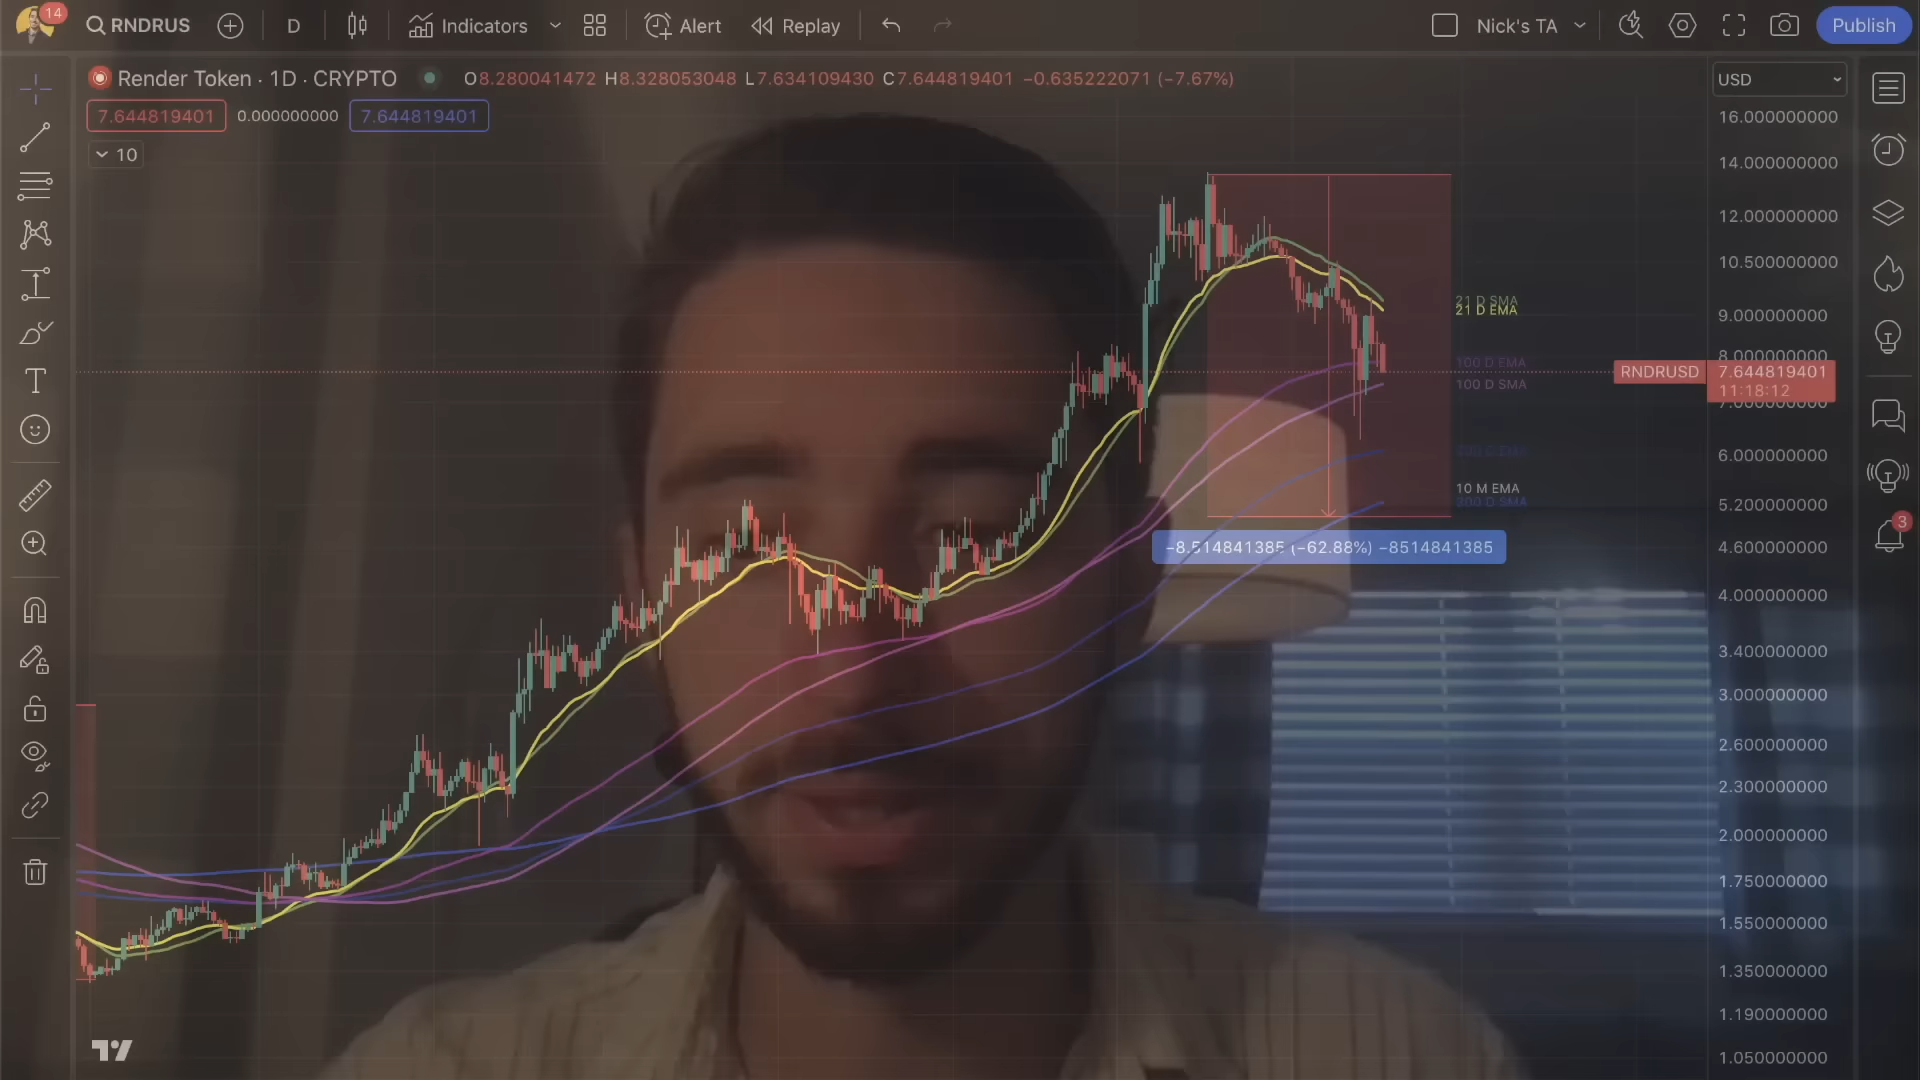 14
RNDRUS
D
Indicators
Alert
Replay
Nick's TA
Publish
Render Token · 1D · CRYPTO
O8.280041472 H8.328053048 L7.634109430 C7.644819401 −0.635222071 (−7.67%)
USD
7.644819401
0.000000000
7.644819401
10
16.000000000
14.000000000
12.000000000
10.500000000
9.000000000
8.000000000
7.000000000
6.000000000
5.200000000
4.600000000
4.000000000
3.400000000
3.000000000
2.600000000
2.300000000
2.000000000
1.750000000
1.550000000
1.350000000
1.190000000
1.050000000
21 D SMA
21 D EMA
100 D EMA
100 D SMA
RNDRUSD
7.644819401
11:18:12
10 M EMA
D SMA
−8.514841385 (−62.88%) −8514841385
3